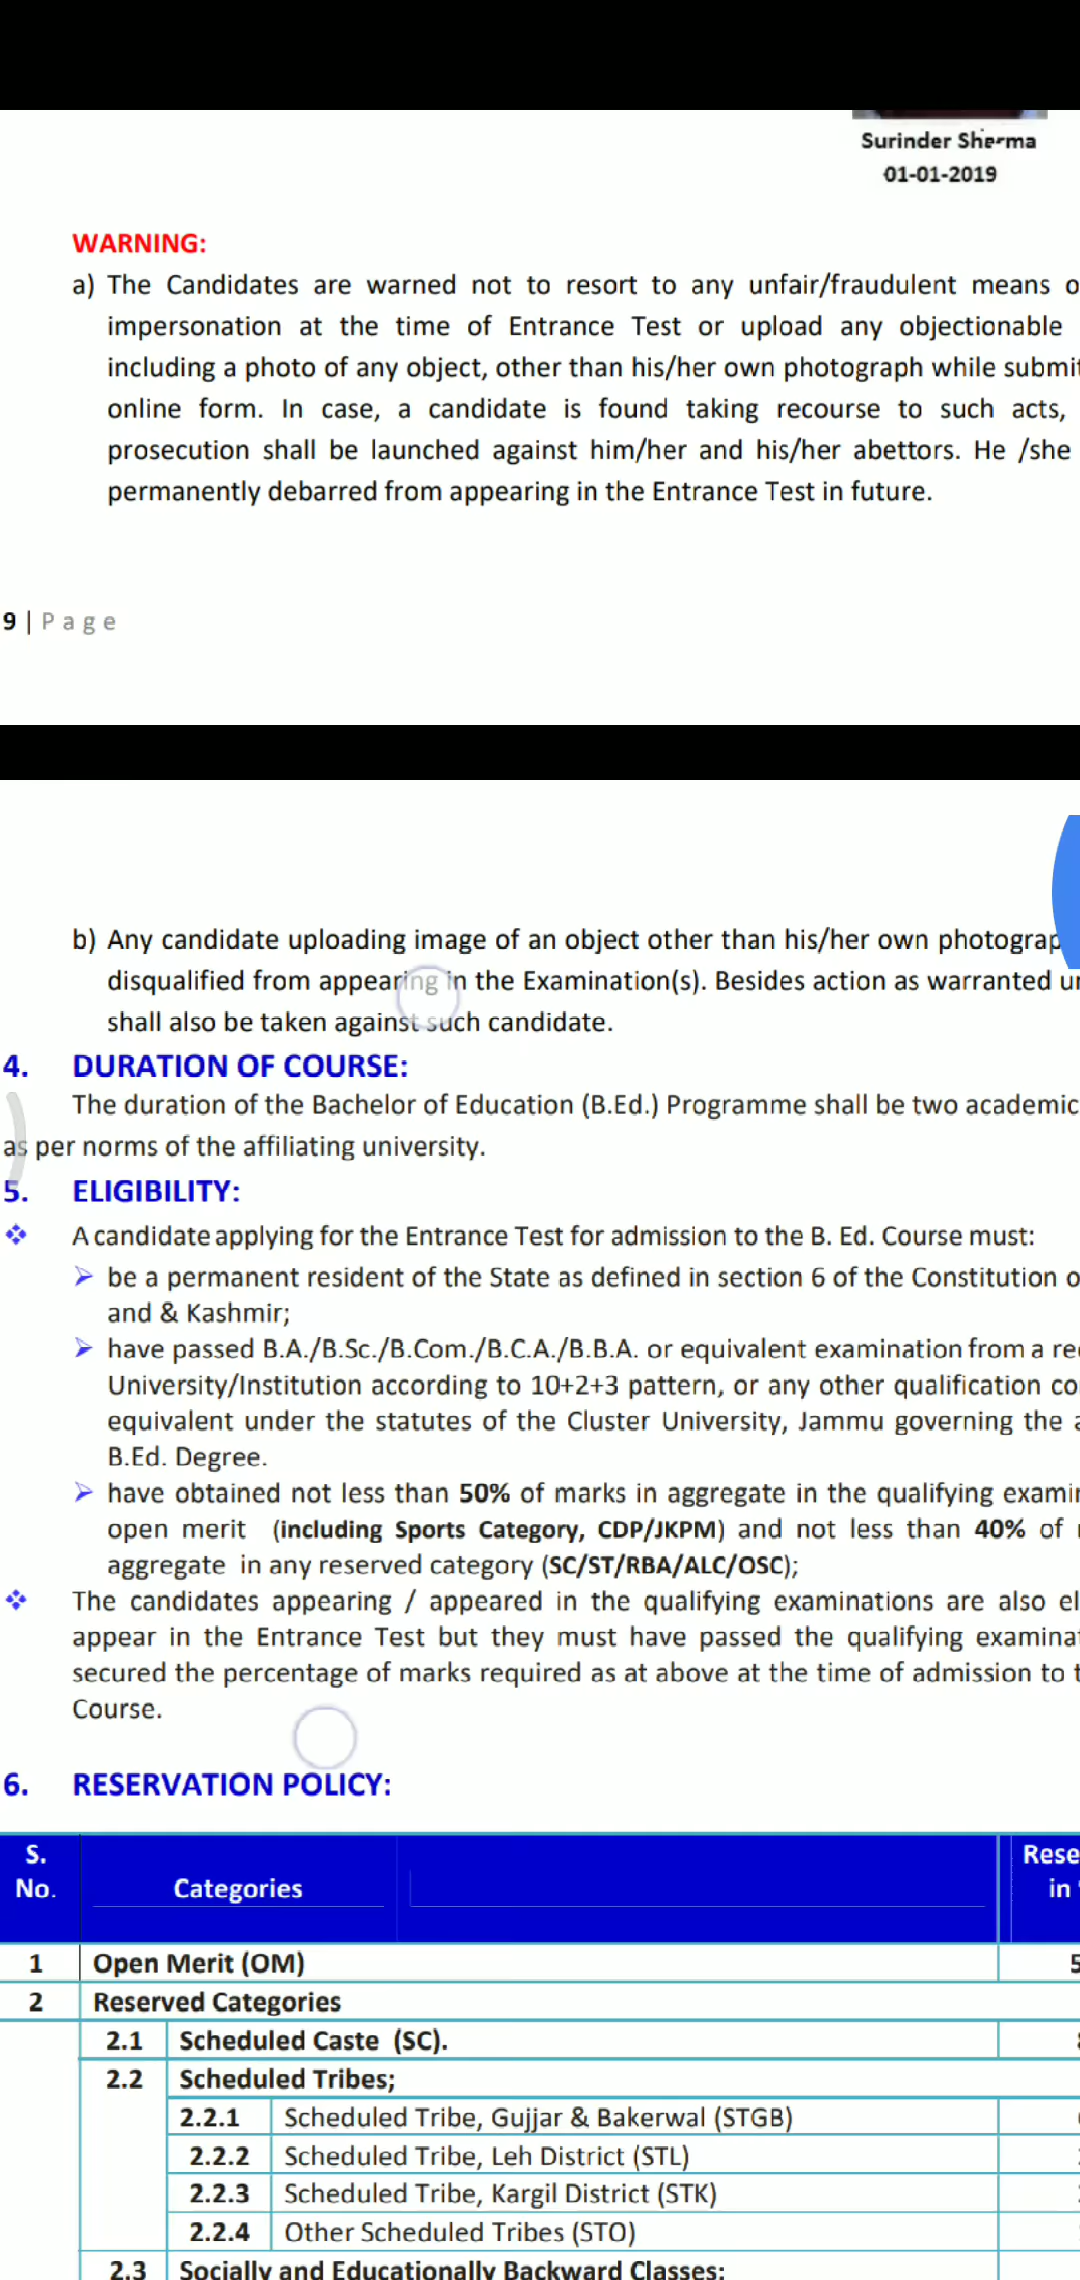 Surinder Sherma
01-01-2019
WARNING:
a) The Candidates are warned not to resort to any unfair/fraudulent means o
impersonation at the time of Entrance Test or upload any objectionable
including a photo of any object, other than his/her own photograph while submit
online form. In case, a candidate is found taking recourse to such acts,
prosecution shall be launched against him/her and his/her abettors. He /she
permanently debarred from appearing in the Entrance Test in future.
9 | Page
b) Any candidate uploading image of an object other than his/her own photograp
disqualified from appearing in the Examination(s). Besides action as warranted un
shall also be taken against such candidate.
4. DURATION OF COURSE:
The duration of the Bachelor of Education (B.Ed.) Programme shall be two academic
as per norms of the affiliating university.
5. ELIGIBILITY:
A candidate applying for the Entrance Test for admission to the B. Ed. Course must:
be a permanent resident of the State as defined in section 6 of the Constitution o
and & Kashmir;
have passed B.A./B.Sc./B.Com./B.C.A./B.B.A. or equivalent examination from a re
University/Institution according to 10+2+3 pattern, or any other qualification co
equivalent under the statutes of the Cluster University, Jammu governing the a
B.Ed. Degree.
have obtained not less than 50% of marks in aggregate in the qualifying examin
open merit (including Sports Category, CDP/JKPM) and not less than 40% of
aggregate in any reserved category (SC/ST/RBA/ALC/OSC);
The candidates appearing / appeared in the qualifying examinations are also el
appear in the Entrance Test but they must have passed the qualifying examinat
secured the percentage of marks required as at above at the time of admission to t
Course.
6. RESERVATION POLICY:
S. No. Categories Rese in
1 Open Merit (OM) 5
2 Reserved Categories
2.1 Scheduled Caste (SC).
2.2 Scheduled Tribes;
2.2.1 Scheduled Tribe, Gujjar & Bakerwal (STGB)
2.2.2 Scheduled Tribe, Leh District (STL)
2.2.3 Scheduled Tribe, Kargil District (STK)
2.2.4 Other Scheduled Tribes (STO)
2.3 Socially and Educationally Backward Classes: